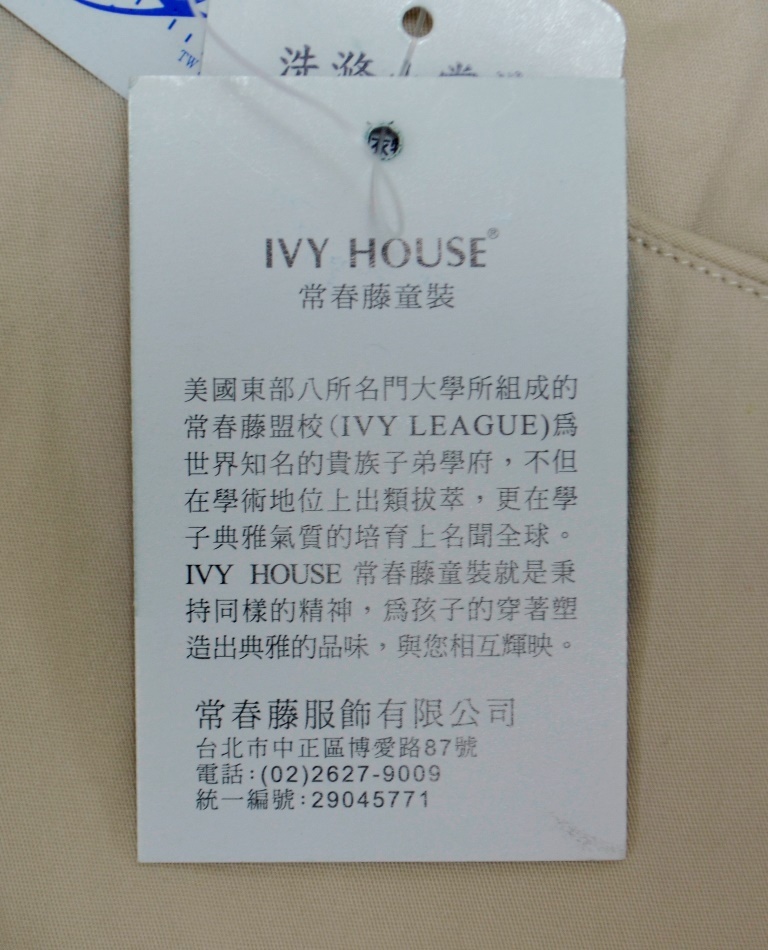 TW
洗滌
IVY HOUSE®
常春藤童裝
美國東部八所名門大學所組成的
常春藤盟校(IVY LEAGUE)爲
世界知名的貴族子弟學府，不但
在學術地位上出類拔萃，更在學
子典雅氣質的培育上名聞全球。
IVY HOUSE 常春藤童裝就是秉
持同樣的精神，爲孩子的穿著塑
造出典雅的品味，與您相互輝映。
常春藤服飾有限公司
台北市中正區博愛路87號
電話:(02)2627-9009
統一編號:29045771